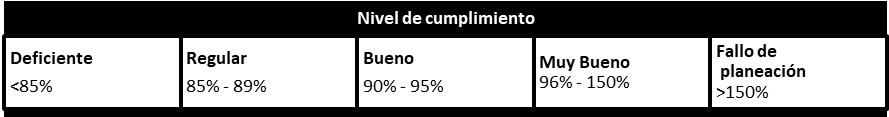 Nivel de cumplimiento
Deficiente
<85%
Regular
85% - 89%
Bueno
90% - 95%
Muy Bueno
96% - 150%
Fallo de
planeación
>150%